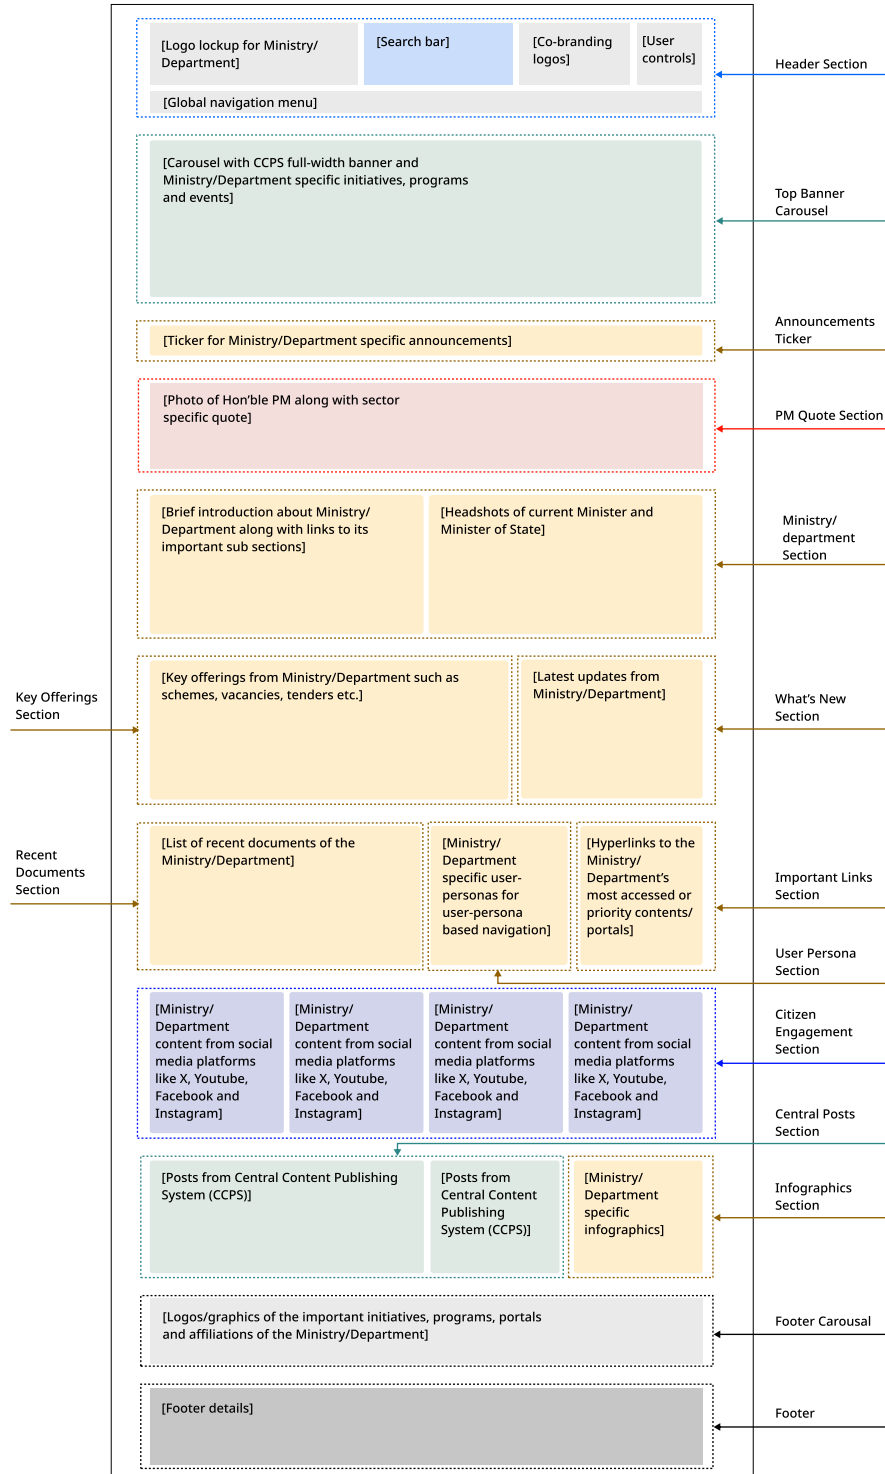 [Logo lockup for Ministry/
Department]
[Search bar]
[Co-branding
logos]
[User
controls]
Header Section
[Global navigation menu]
[Carousel with CCPS full-width banner and
Ministry/Department specific initiatives, programs
and events]
Top Banner
Carousel
[Ticker for Ministry/Department specific announcements]
Announcements
Ticker
[Photo of Hon’ble PM along with sector
specific quote]
PM Quote Section
[Brief introduction about Ministry/
Department along with links to its
important sub sections]
[Headshots of current Minister and
Minister of State]
Ministry/
department
Section
Key Offerings
Section
[Key offerings from Ministry/Department such as
schemes, vacancies, tenders etc.]
[Latest updates from
Ministry/Department]
What’s New
Section
Recent
Documents
Section
[List of recent documents of the
Ministry/Department]
[Ministry/
Department
specific user-
personas for
user-persona
based navigation]
[Hyperlinks to the
Ministry/
Department’s
most accessed or
priority contents/
portals]
Important Links
Section
User Persona
Section
[Ministry/
Department
content from social
media platforms
like X, Youtube,
Facebook and
Instagram]
[Ministry/
Department
content from social
media platforms
like X, Youtube,
Facebook and
Instagram]
[Ministry/
Department
content from social
media platforms
like X, Youtube,
Facebook and
Instagram]
[Ministry/
Department
content from social
media platforms
like X, Youtube,
Facebook and
Instagram]
Citizen
Engagement
Section
Central Posts
Section
[Posts from Central Content Publishing
System (CCPS)]
[Posts from
Central Content
Publishing
System (CCPS)]
[Ministry/
Department
specific
infographics]
Infographics
Section
[Logos/graphics of the important initiatives, programs, portals
and affiliations of the Ministry/Department]
Footer Carousal
[Footer details]
Footer